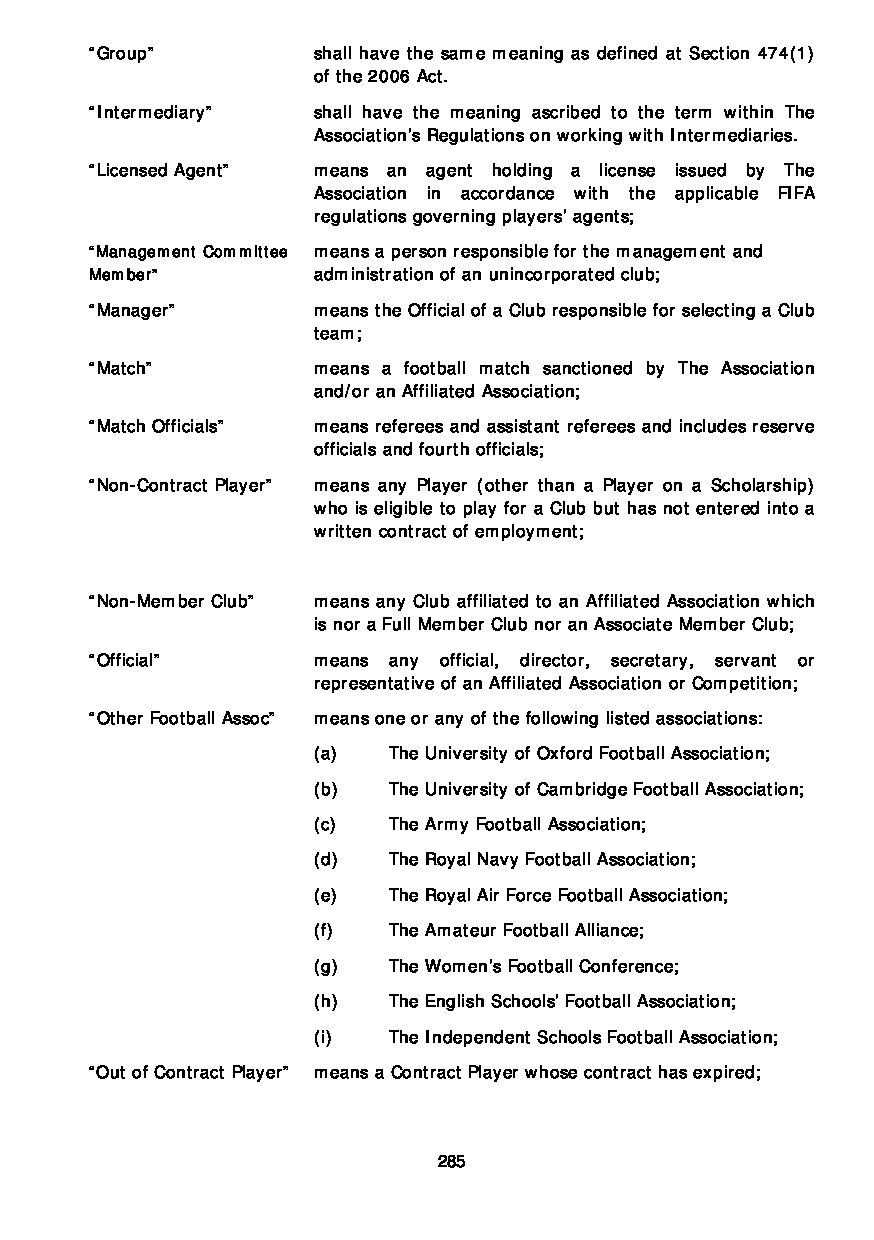 “Group” shall have the same meaning as defined at Section 474(1)
of the 2006 Act.
“Intermediary” shall have the meaning ascribed to the term within The
Association's Regulations on working with Intermediaries.
“Licensed Agent” means an agent holding a license issued by The
Association in accordance with the applicable FIFA
regulations governing players' agents;
“Management Committee means a person responsible for the management and
Member” administration of an unincorporated club;
“Manager” means the Official of a Club responsible for selecting a Club
team;
“Match” means a football match sanctioned by The Association
and/or an Affiliated Association;
“Match Officials” means referees and assistant referees and includes reserve
officials and fourth officials;
“Non-Contract Player” means any Player (other than a Player on a Scholarship)
who is eligible to play for a Club but has not entered into a
written contract of employment;
“Non-Member Club” means any Club affiliated to an Affiliated Association which
is nor a Full Member Club nor an Associate Member Club;
“Official” means any official, director, secretary, servant or
representative of an Affiliated Association or Competition;
“Other Football Assoc” means one or any of the following listed associations:
(a) The University of Oxford Football Association;
(b) The University of Cambridge Football Association;
(c) The Army Football Association;
(d) The Royal Navy Football Association;
(e) The Royal Air Force Football Association;
(f) The Amateur Football Alliance;
(g) The Women's Football Conference;
(h) The English Schools' Football Association;
(i) The Independent Schools Football Association;
“Out of Contract Player” means a Contract Player whose contract has expired;
285